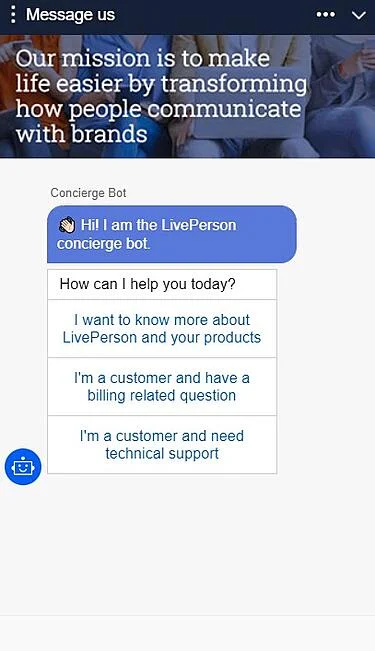 Message us
Our mission is to make
life easier by transforming
how people communicate
with brands
Concierge Bot
👋 Hi! I am the LivePerson
concierge bot.
How can I help you today?
I want to know more about
LivePerson and your products
I'm a customer and have a
billing related question
I'm a customer and need
technical support